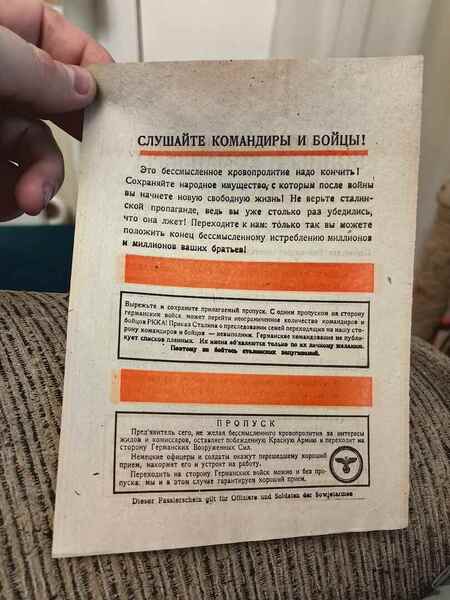 СЛУШАЙТЕ КОМАНДИРЫ И БОЙЦЫ!
Это бессмысленное кровопролитие надо кончить!
Сохраняйте народное имущество, с которым после войны
вы начнете новую свободную жизнь! Не верьте сталин-
ской пропаганде, ведь вы уже столько раз убедились,
что она лжет! Переходите к нам: только так вы можете
положить конец бессмысленному истреблению миллионов
и миллионов ваших братьев!
Вырежьте и сохраните прилагаемый пропуск. С одним пропуском на сторону
германских войск может перейти неограниченное количество командиров и
бойцов РККА! Приказ Сталина о преследовании семей перешедших на нашу сто-
рону командиров и бойцов — невыполним. Германское командование не публи-
кует списков пленных. Их имена объявляются только по их личному желанию.
Поэтому не бойтесь сталинских запугиваний.
ПРОПУСК
Пред'явитель сего, не желая бессмысленного кровопролития за интересы
жидов и комиссаров, оставляет побежденную Красную Армию и переходит на
сторону Германских Вооруженных Сил.
Немецкие офицеры и солдаты окажут перешедшему хороший
прием, накормят его и устроят на работу.
Переходить на сторону Германских войск можно и без про-
пуска: мы и в этом случае гарантируем хороший прием.
Dieser Passierschein gilt für Offiziere und Soldaten der Sowjetarmee